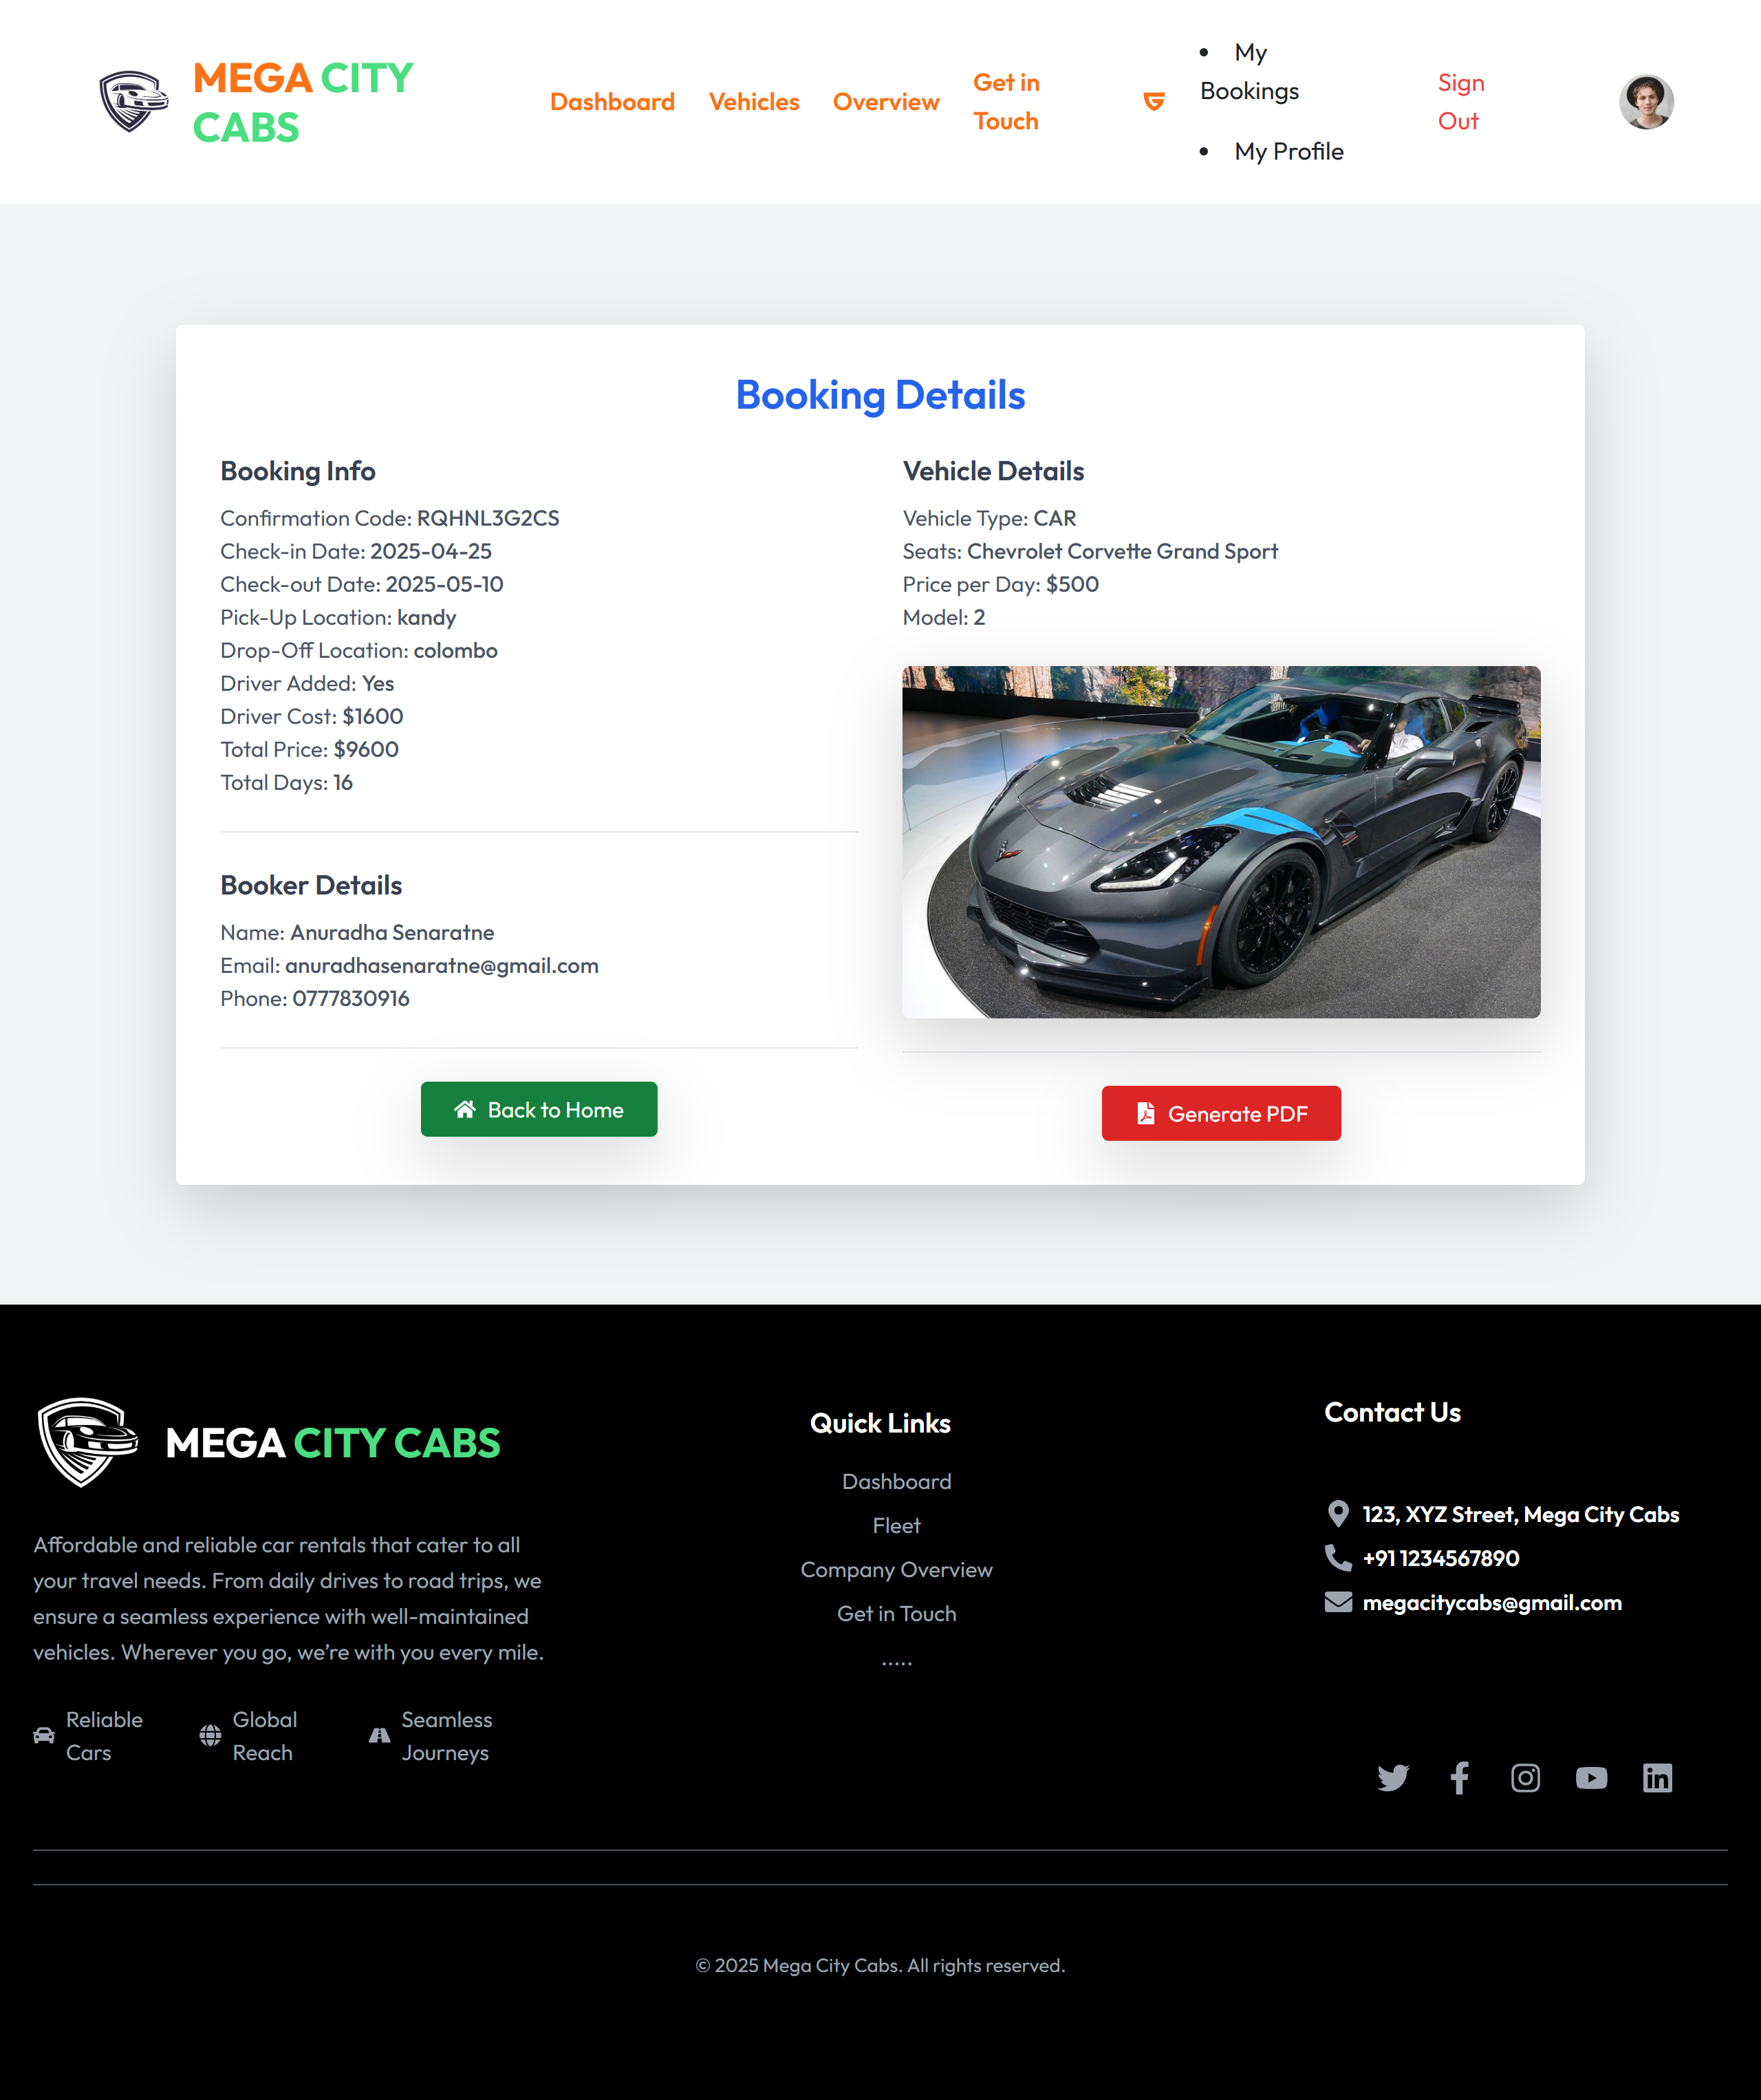 MEGA CITY
CABS
Dashboard
Vehicles
Overview
Get in
Touch
• My
Bookings
• My Profile
Sign
Out
Booking Details
Booking Info
Confirmation Code: RQHNL3G2CS
Check-in Date: 2025-04-25
Check-out Date: 2025-05-10
Pick-Up Location: kandy
Drop-Off Location: colombo
Driver Added: Yes
Driver Cost: $1600
Total Price: $9600
Total Days: 16
Booker Details
Name: Anuradha Senaratne
Email: anuradhasenaratne@gmail.com
Phone: 0777830916
Back to Home
Vehicle Details
Vehicle Type: CAR
Seats: Chevrolet Corvette Grand Sport
Price per Day: $500
Model: 2
Generate PDF
MEGA CITY CABS
Affordable and reliable car rentals that cater to all
your travel needs. From daily drives to road trips, we
ensure a seamless experience with well-maintained
vehicles. Wherever you go, we’re with you every mile.
Reliable
Cars
Global
Reach
Seamless
Journeys
Quick Links
Dashboard
Fleet
Company Overview
Get in Touch
.....
Contact Us
123, XYZ Street, Mega City Cabs
+91 1234567890
megacitycabs@gmail.com
© 2025 Mega City Cabs. All rights reserved.